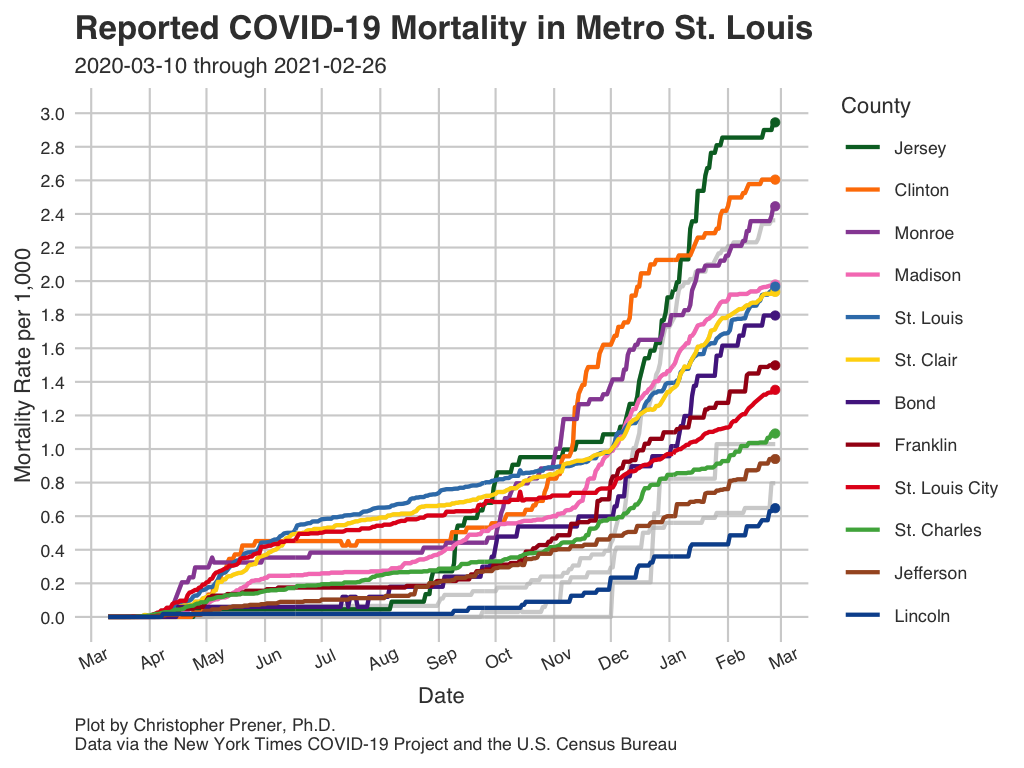 Reported COVID-19 Mortality in Metro St. Louis
2020-03-10 through 2021-02-26
Mortality Rate per 1,000
3.0
2.8
2.6
2.4
2.2
2.0
1.8
1.6
1.4
1.2
1.0
0.8
0.6
0.4
0.2
0.0
Mar Apr May Jun Jul Aug Sep Oct Nov Dec Jan Feb Mar
Date
County
Jersey
Clinton
Monroe
Madison
St. Louis
St. Clair
Bond
Franklin
St. Louis City
St. Charles
Jefferson
Lincoln
Plot by Christopher Prener, Ph.D.
Data via the New York Times COVID-19 Project and the U.S. Census Bureau